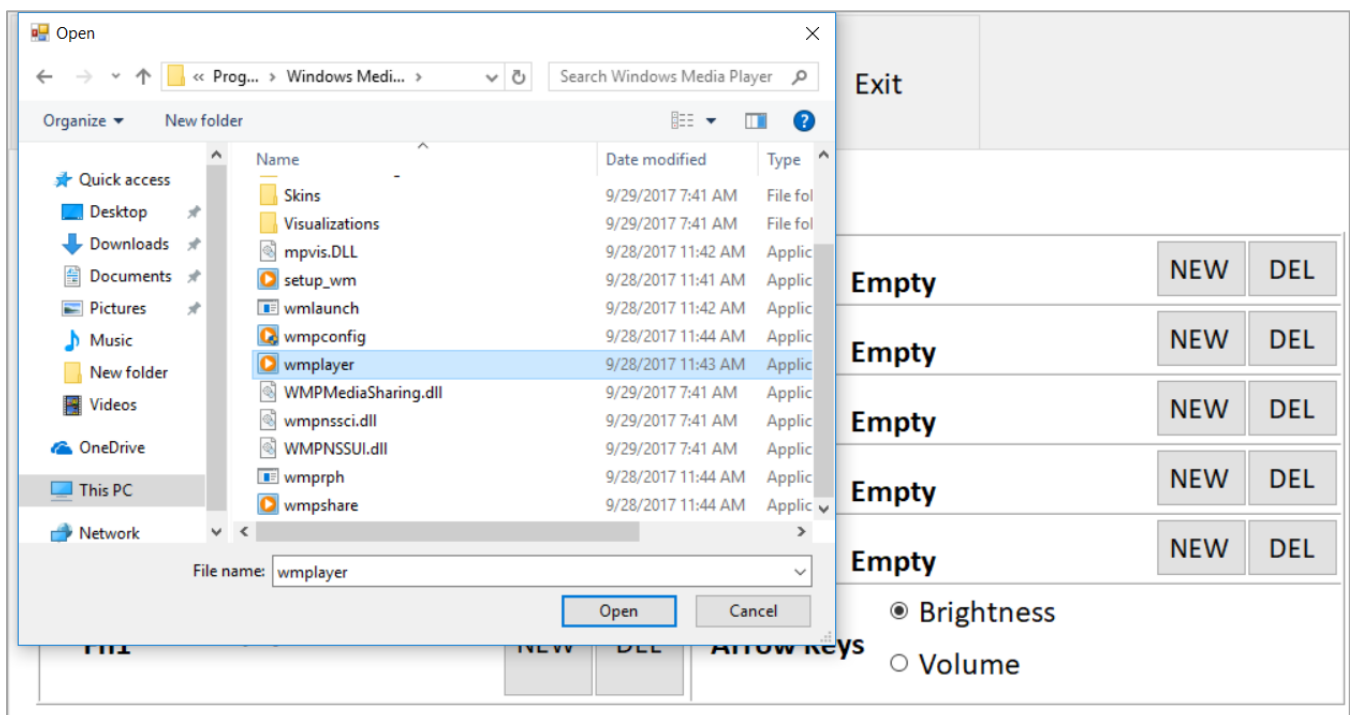 Open
« Prog... > Windows Medi... >
Search Windows Media Player
Exit
Organize
New folder
Name
Date modified
Type
Quick access
Desktop
Downloads
Documents
Pictures
Music
New folder
Videos
OneDrive
This PC
Network
Skins 9/29/2017 7:41 AM File fol
Visualizations 9/29/2017 7:41 AM File fol
mpvis.DLL 9/28/2017 11:42 AM Applic
setup_wm 9/28/2017 11:41 AM Applic
wmlaunch 9/28/2017 11:42 AM Applic
wmpconfig 9/28/2017 11:44 AM Applic
wmplayer 9/28/2017 11:43 AM Applic
WMPMediaSharing.dll 9/29/2017 7:41 AM Applic
wmpnssci.dll 9/29/2017 7:41 AM Applic
WMPNSSUI.dll 9/29/2017 7:41 AM Applic
wmprph 9/28/2017 11:44 AM Applic
wmpshare 9/28/2017 11:44 AM Applic
File name: wmplayer
Open
Cancel
Empty NEW DEL
Empty NEW DEL
Empty NEW DEL
Empty NEW DEL
Empty NEW DEL
NEW DEL
Arrow Keys
Brightness
Volume